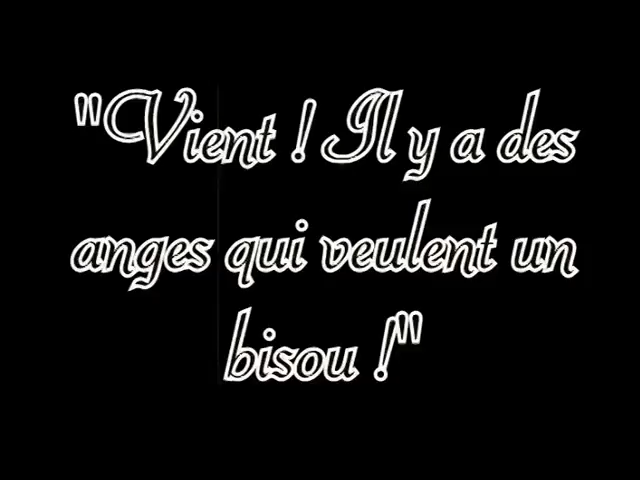 "Vient ! Il y a des
anges qui veulent un
bisou !"